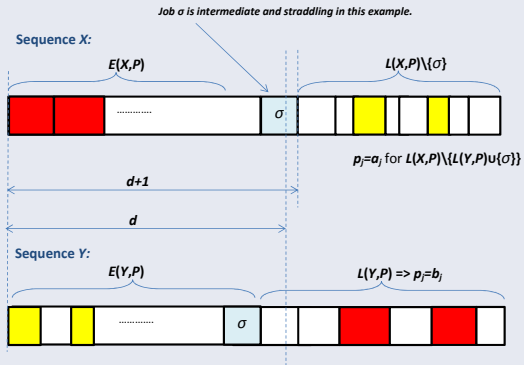 Job σ is intermediate and straddling in this example.
Sequence X:
E(X,P)
L(X,P)\{σ}
............. σ
pj=aj for L(X,P)\{L(Y,P)∪{σ}}
d+1
d
Sequence Y:
E(Y,P)
L(Y,P) => pj=bj
............. σ